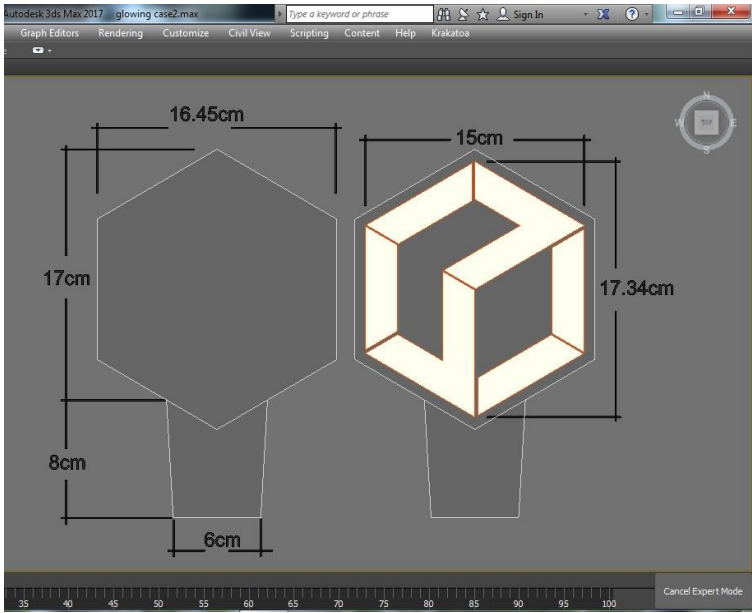 Autodesk 3ds Max 2017 glowing case2.max Type a keyword or phrase Sign In
Graph Editors Rendering Customize Civil View Scripting Content Help Krakatoa
16.45cm
15cm
N
W TOP E
S
17cm
17.34cm
8cm
6cm
Cancel Expert Mode
35 40 45 50 55 60 65 70 75 80 85 90 95 100